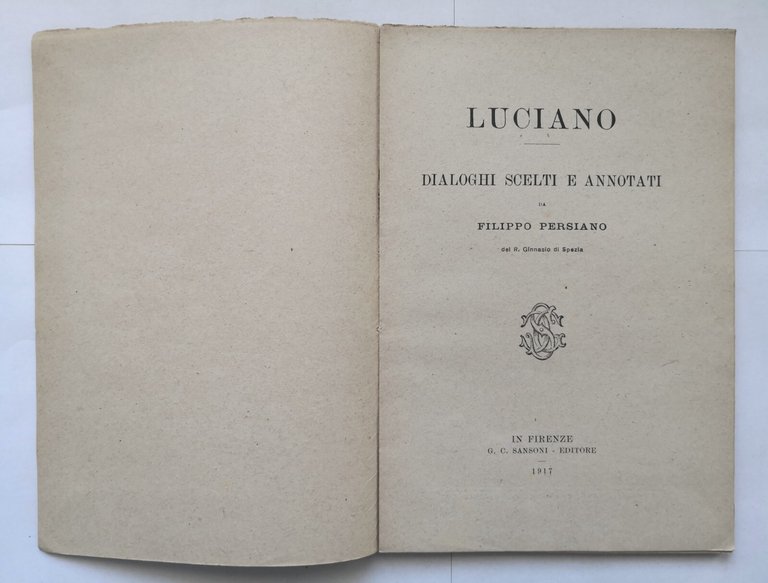 LUCIANO
DIALOGHI SCELTI E ANNOTATI
DA
FILIPPO PERSIANO
del R. Ginnasio di Spezia
IN FIRENZE
G. C. SANSONI - EDITORE
1917